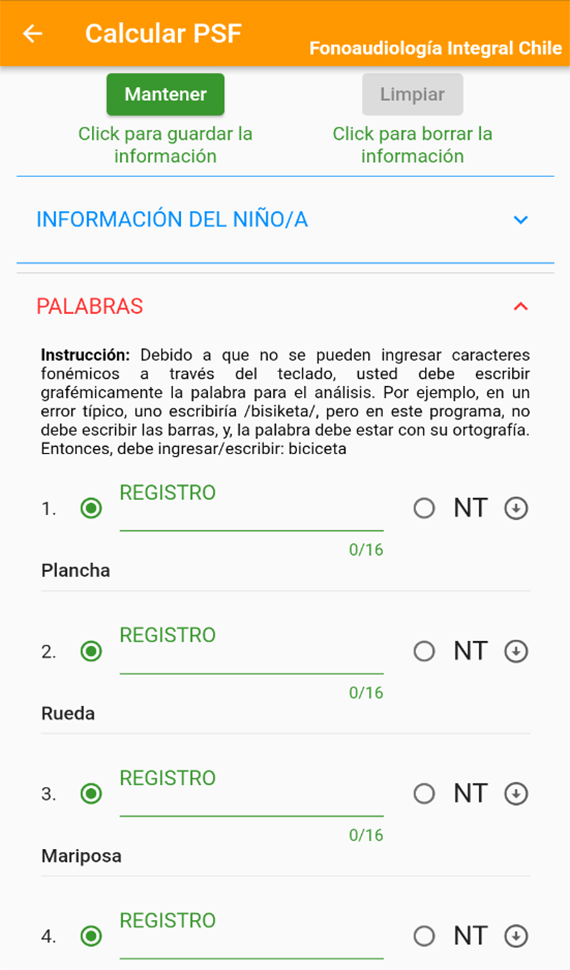 Calcular PSF
Fonoaudiología Integral Chile
Mantener
Limpiar
Click para guardar la
información
Click para borrar la
información
INFORMACIÓN DEL NIÑO/A
PALABRAS
Instrucción: Debido a que no se pueden ingresar caracteres
fonémicos a través del teclado, usted debe escribir
grafémicamente la palabra para el análisis. Por ejemplo, en un
error típico, uno escribiría /bisiketa/, pero en este programa, no
debe escribir las barras, y, la palabra debe estar con su ortografía.
Entonces, debe ingresar/escribir: biciceta
1. REGISTRO NT
0/16
Plancha
2. REGISTRO NT
0/16
Rueda
3. REGISTRO NT
0/16
Mariposa
4. REGISTRO NT